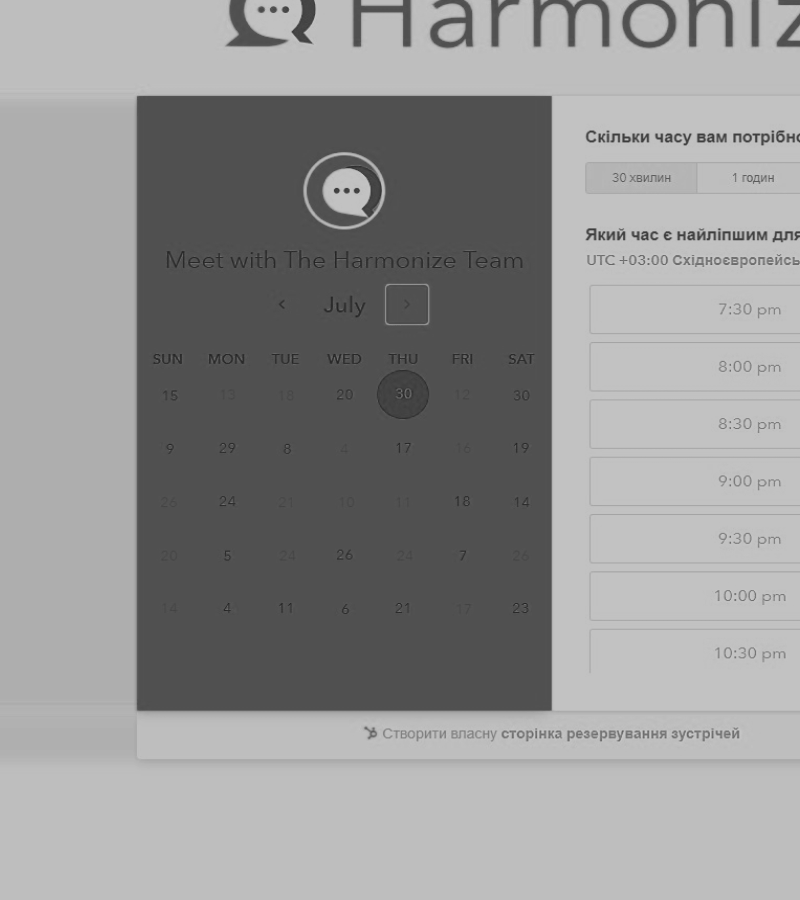 Harmoniz
Meet with The Harmonize Team
‹ July ›
SUN MON TUE WED THU FRI SAT
15 13 18 20 30 12 30
9 29 8 4 17 16 19
26 24 21 10 11 18 14
20 5 24 26 24 7 26
14 4 11 6 21 17 23
Скільки часу вам потрібно
30 хвилин 1 годин
Який час є найліпшим для
UTC +03:00 Східноєвропейсь
7:30 pm
8:00 pm
8:30 pm
9:00 pm
9:30 pm
10:00 pm
10:30 pm
Створити власну сторінка резервування зустрічей